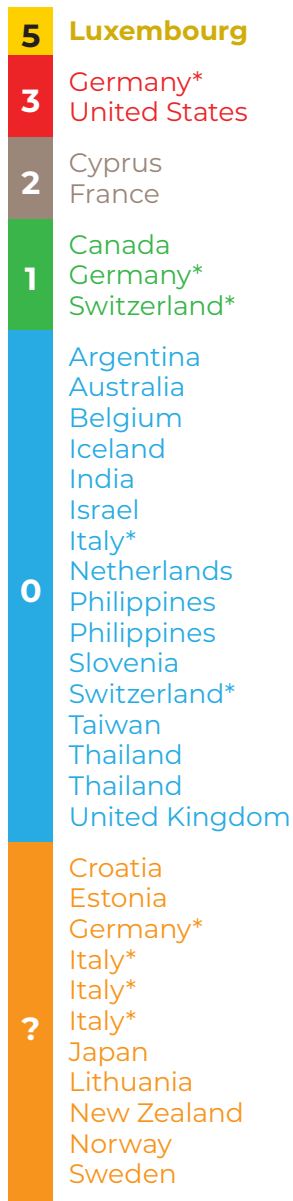 5 Luxembourg
3 Germany*
United States
2 Cyprus
France
1 Canada
Germany*
Switzerland*
0 Argentina
Australia
Belgium
Iceland
India
Israel
Italy*
Netherlands
Philippines
Philippines
Slovenia
Switzerland*
Taiwan
Thailand
Thailand
United Kingdom
? Croatia
Estonia
Germany*
Italy*
Italy*
Italy*
Japan
Lithuania
New Zealand
Norway
Sweden